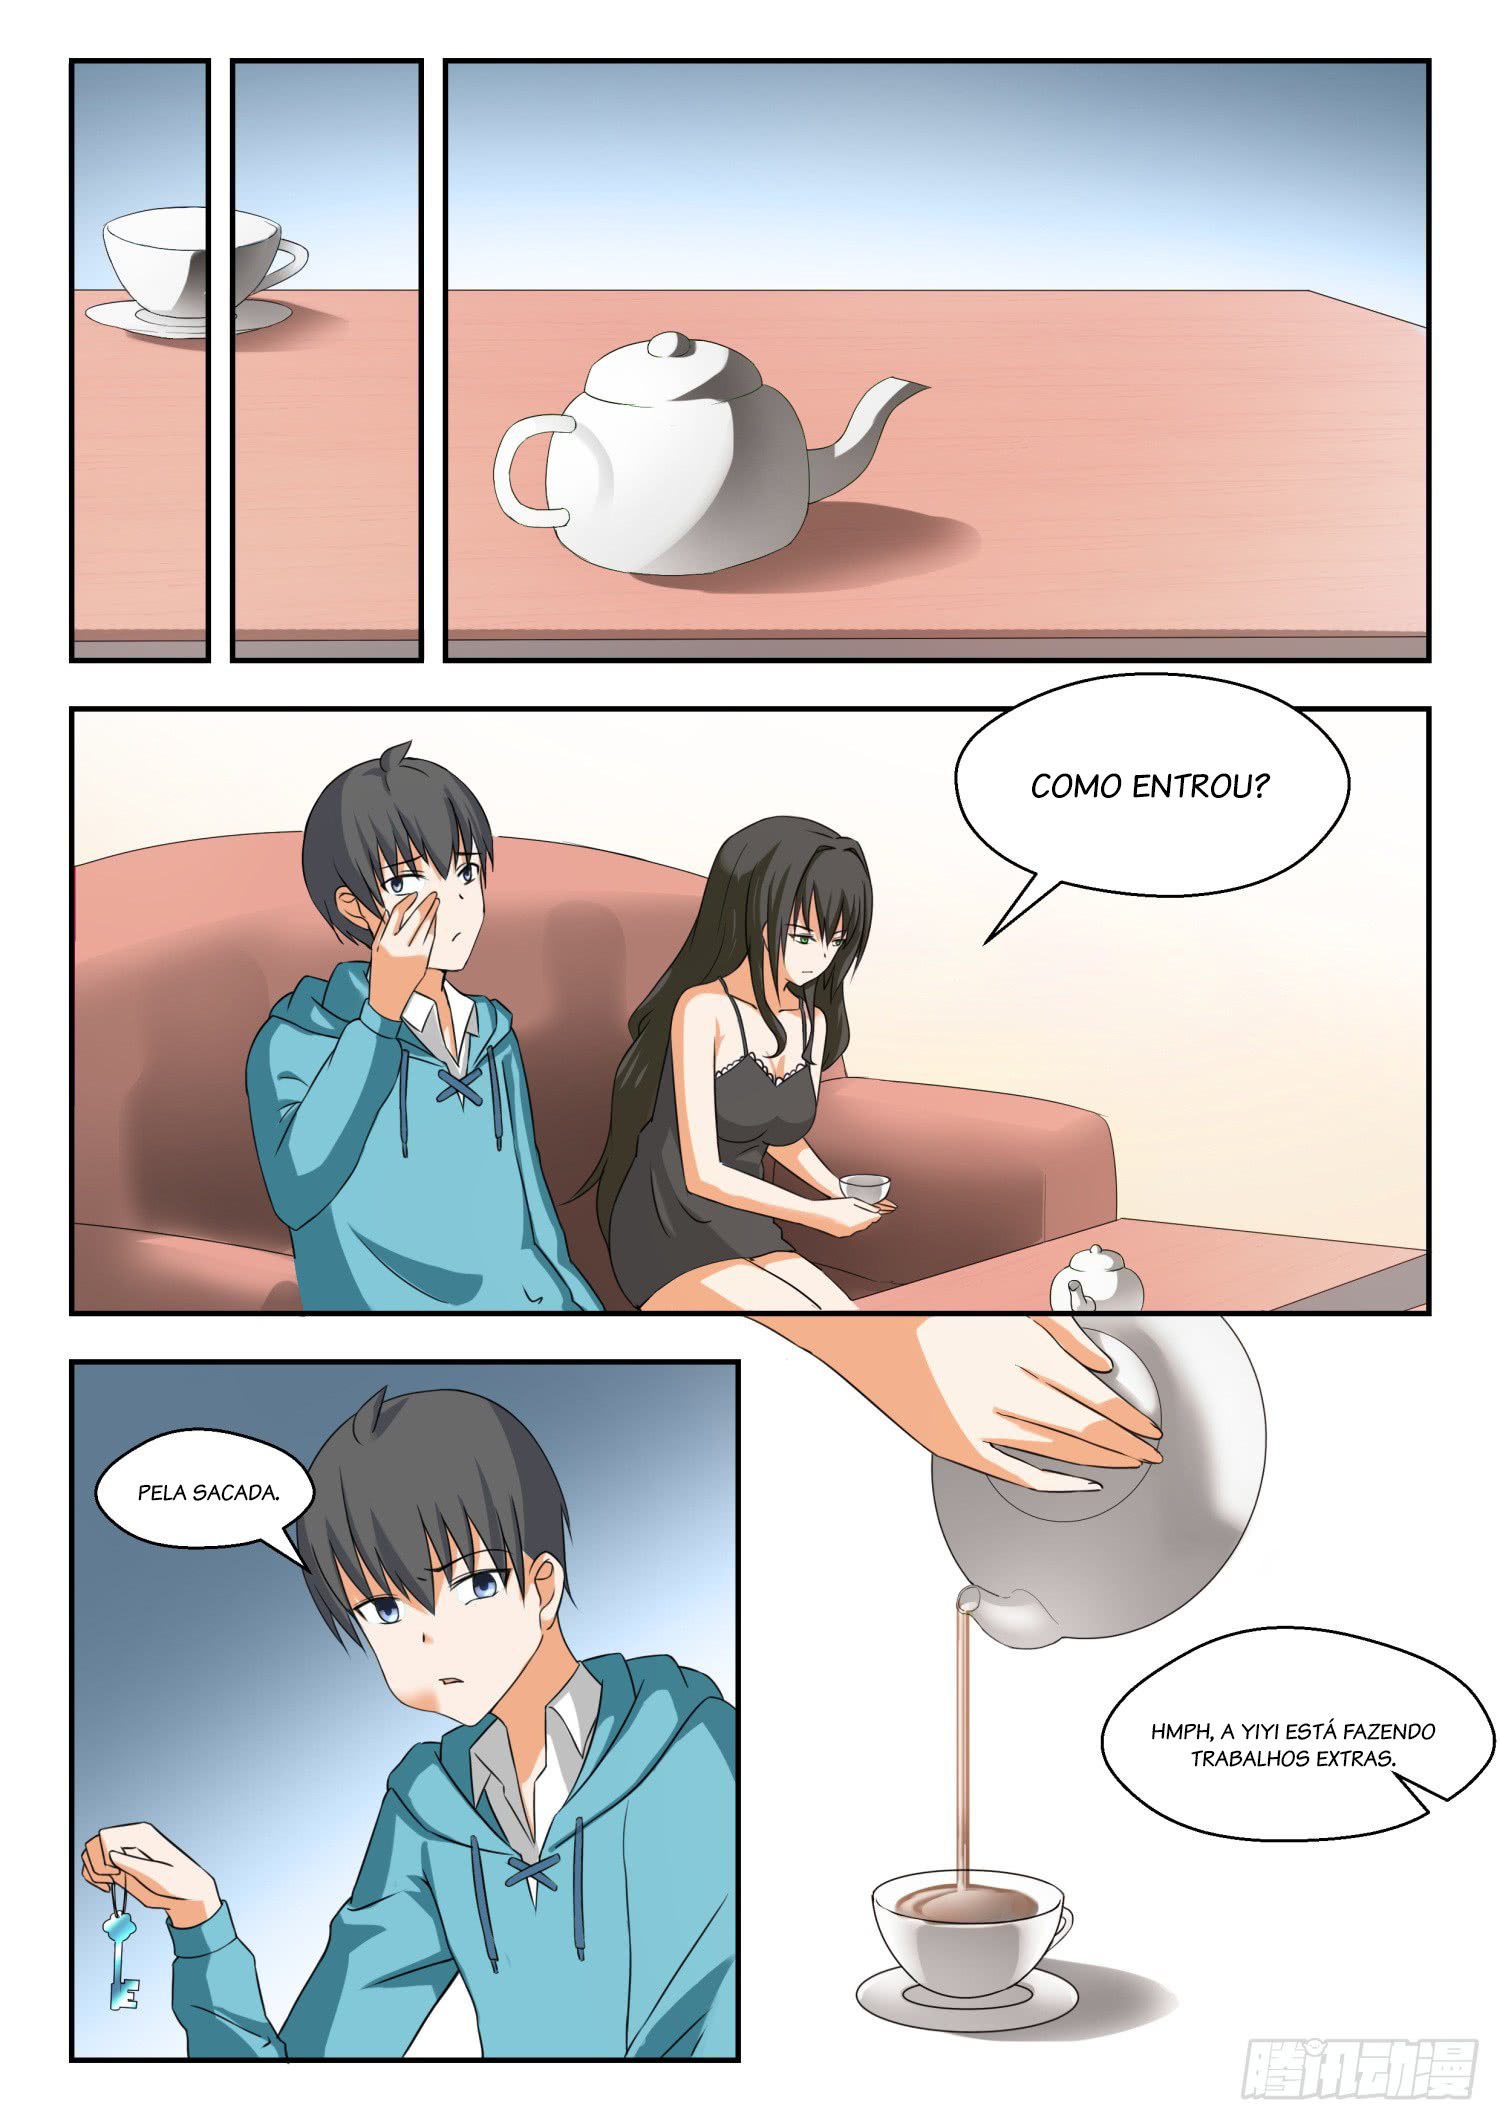 COMO ENTROU?
PELA SACADA.
HMPH, A YIYI ESTÁ FAZENDO
TRABALHOS EXTRAS.
腾讯动漫